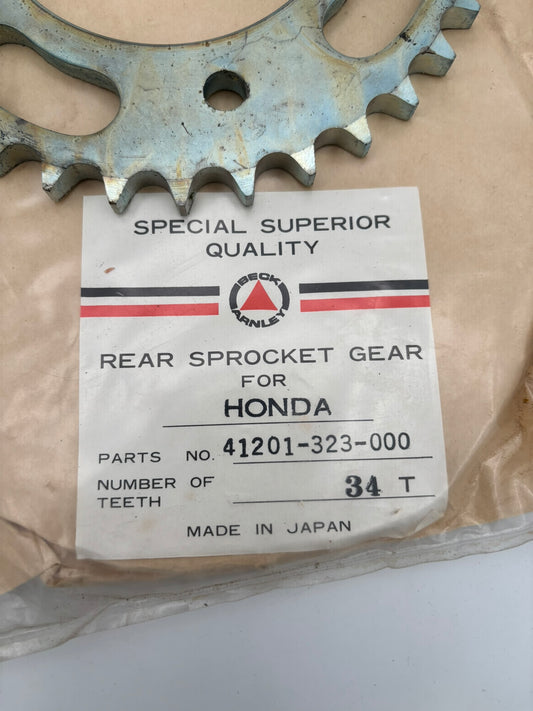 SPECIAL SUPERIOR
QUALITY
BECK
ARNLEY
REAR SPROCKET GEAR
FOR
HONDA
PARTS NO. 41201-323-000
NUMBER OF
TEETH 34 T
MADE IN JAPAN